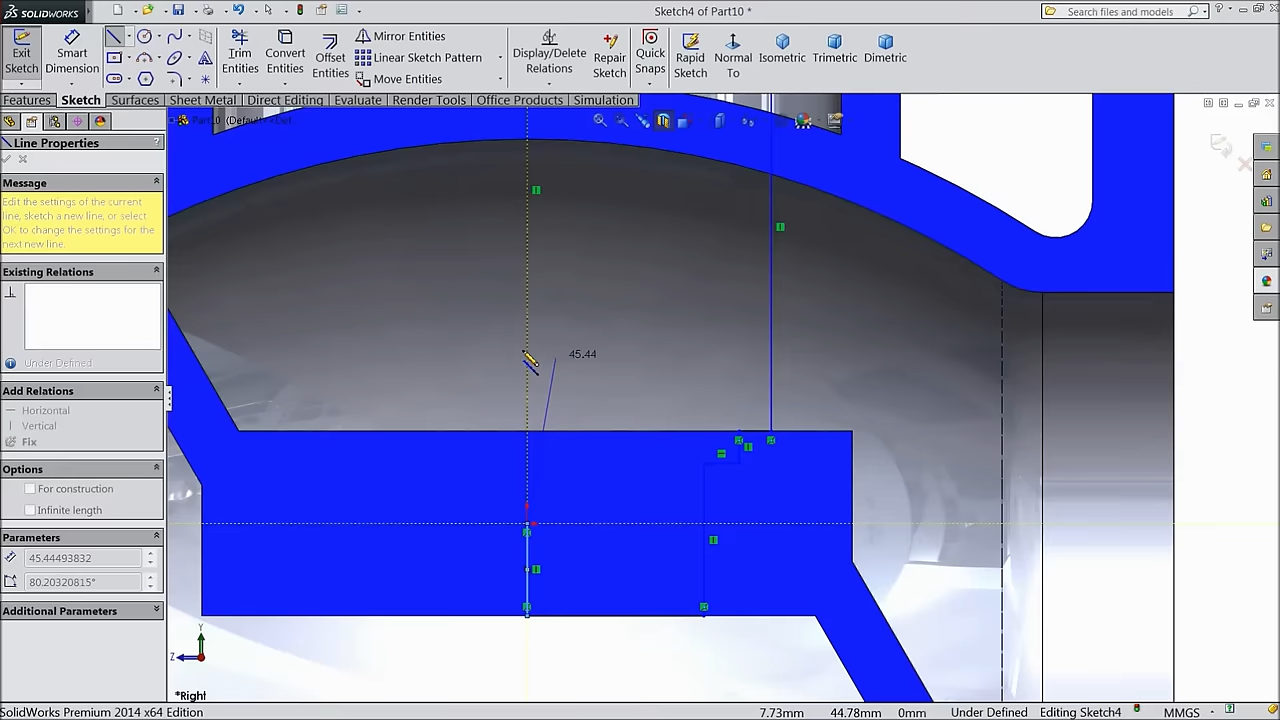 SOLIDWORKS
Sketch4 of Part10 *
Search files and models
Exit Sketch
Smart Dimension
Trim Entities
Convert Entities
Offset Entities
Mirror Entities
Linear Sketch Pattern
Move Entities
Display/Delete Relations
Repair Sketch
Quick Snaps
Rapid Sketch
Normal To
Isometric
Trimetric
Dimetric
Features
Sketch
Surfaces
Sheet Metal
Direct Editing
Evaluate
Render Tools
Office Products
Simulation
Line Properties
?
Message
Edit the settings of the current
line, sketch a new line, or select
OK to change the settings for the
next new line.
Existing Relations
Under Defined
Add Relations
Horizontal
Vertical
Fix
Options
For construction
Infinite length
Parameters
45.44493832
80.20320815°
Additional Parameters
45.44
Y
Z
*Right
SolidWorks Premium 2014 x64 Edition
7.73mm
44.78mm
0mm
Under Defined
Editing Sketch4
MMGS